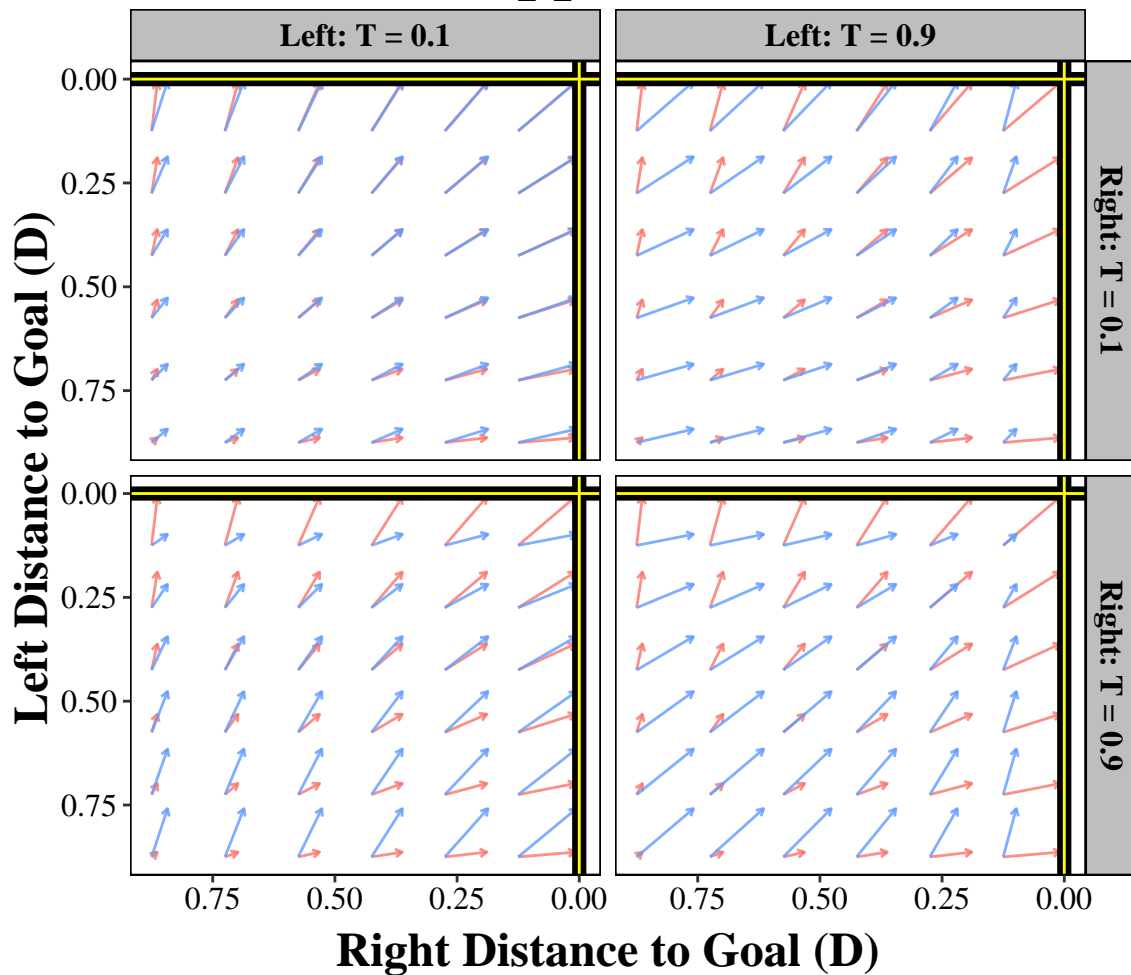 Left: T = 0.1
Left: T = 0.9
0.00
0.25
0.50
0.75
Right: T = 0.1
0.00
0.25
0.50
0.75
Right: T = 0.9
Left Distance to Goal (D)
0.75
0.50
0.25
0.00
0.75
0.50
0.25
0.00
Right Distance to Goal (D)